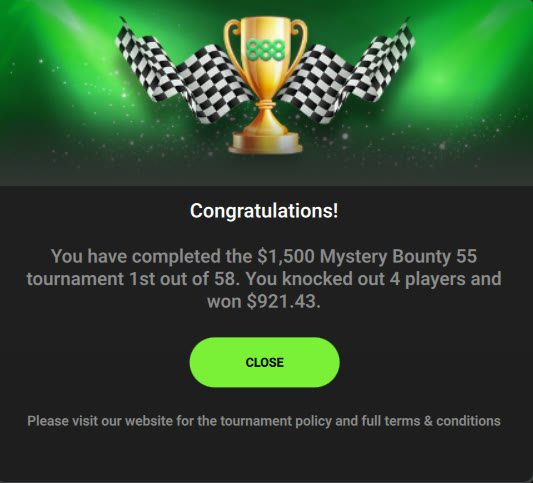 888
Congratulations!
You have completed the $1,500 Mystery Bounty 55
tournament 1st out of 58. You knocked out 4 players and
won $921.43.
CLOSE
Please visit our website for the tournament policy and full terms & conditions